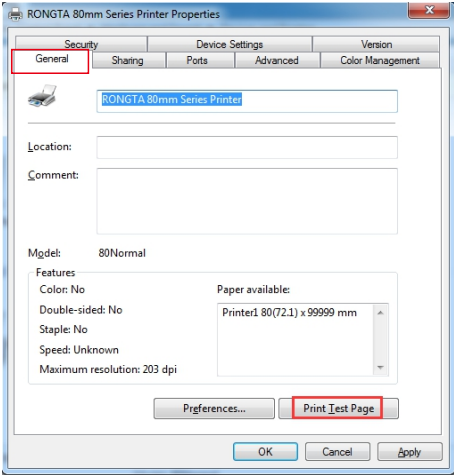 RONGTA 80mm Series Printer Properties
Security Device Settings Version
General Sharing Ports Advanced Color Management
RONGTA 80mm Series Printer
Location:
Comment:
Model: 80Normal
Features
Color: No Paper available:
Double-sided: No Printer1 80(72.1) x 99999 mm
Staple: No
Speed: Unknown
Maximum resolution: 203 dpi
Preferences... Print Test Page
OK Cancel Apply